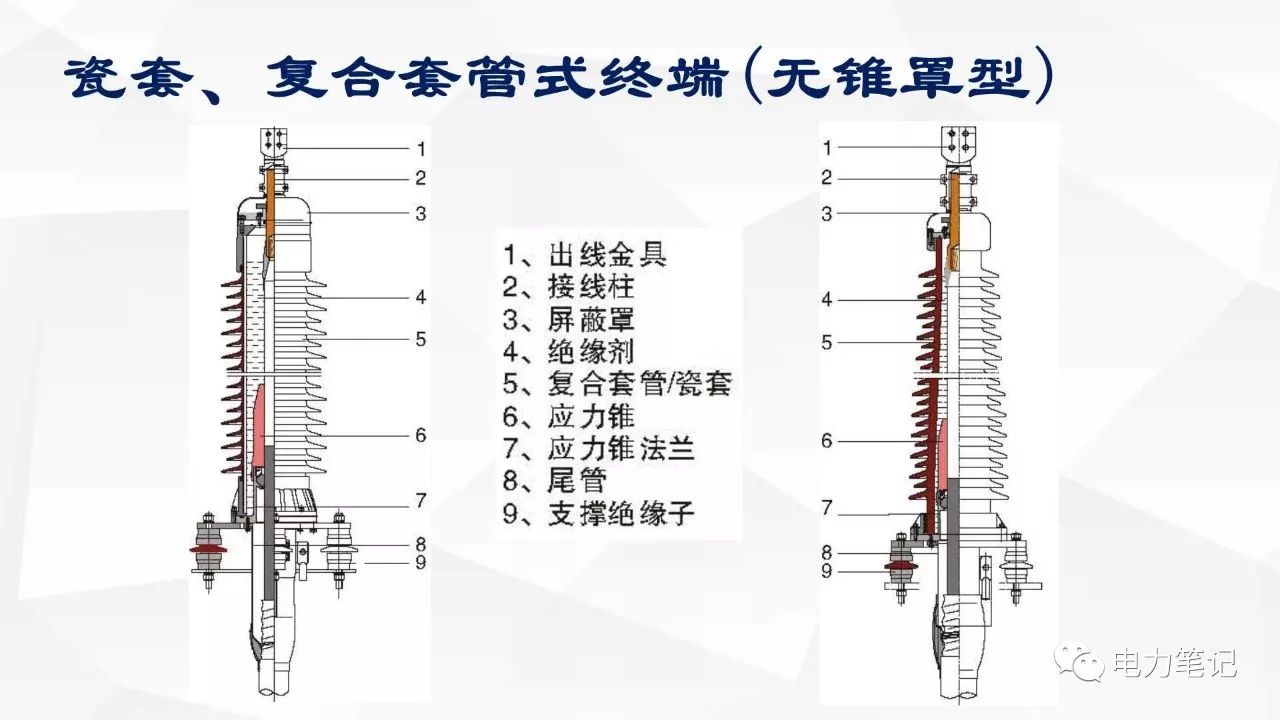 瓷套、复合套管式终端(无锥罩型)
1
2
3
4
5
6
7
8
9
1、出线金具
2、接线柱
3、屏蔽罩
4、绝缘剂
5、复合套管/瓷套
6、应力锥
7、应力锥法兰
8、尾管
9、支撑绝缘子
1
2
3
4
5
6
7
8
9
电力笔记